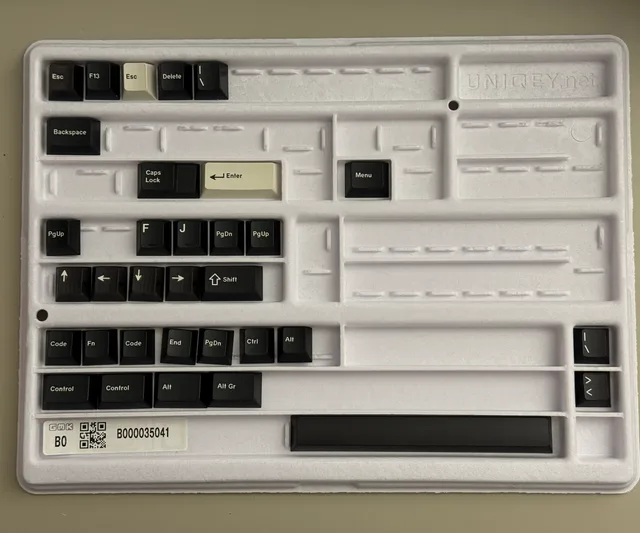 Esc F13 Esc Delete | \
UNIQEY.net
Backspace
Caps Lock ↵ Enter Menu
PgUp F J PgDn PgUp
↑ ← ↓ → ⇧ Shift
Code Fn Code End PgDn Ctrl Alt | \
Control Control Alt Alt Gr > <
GMK
B0 B000035041